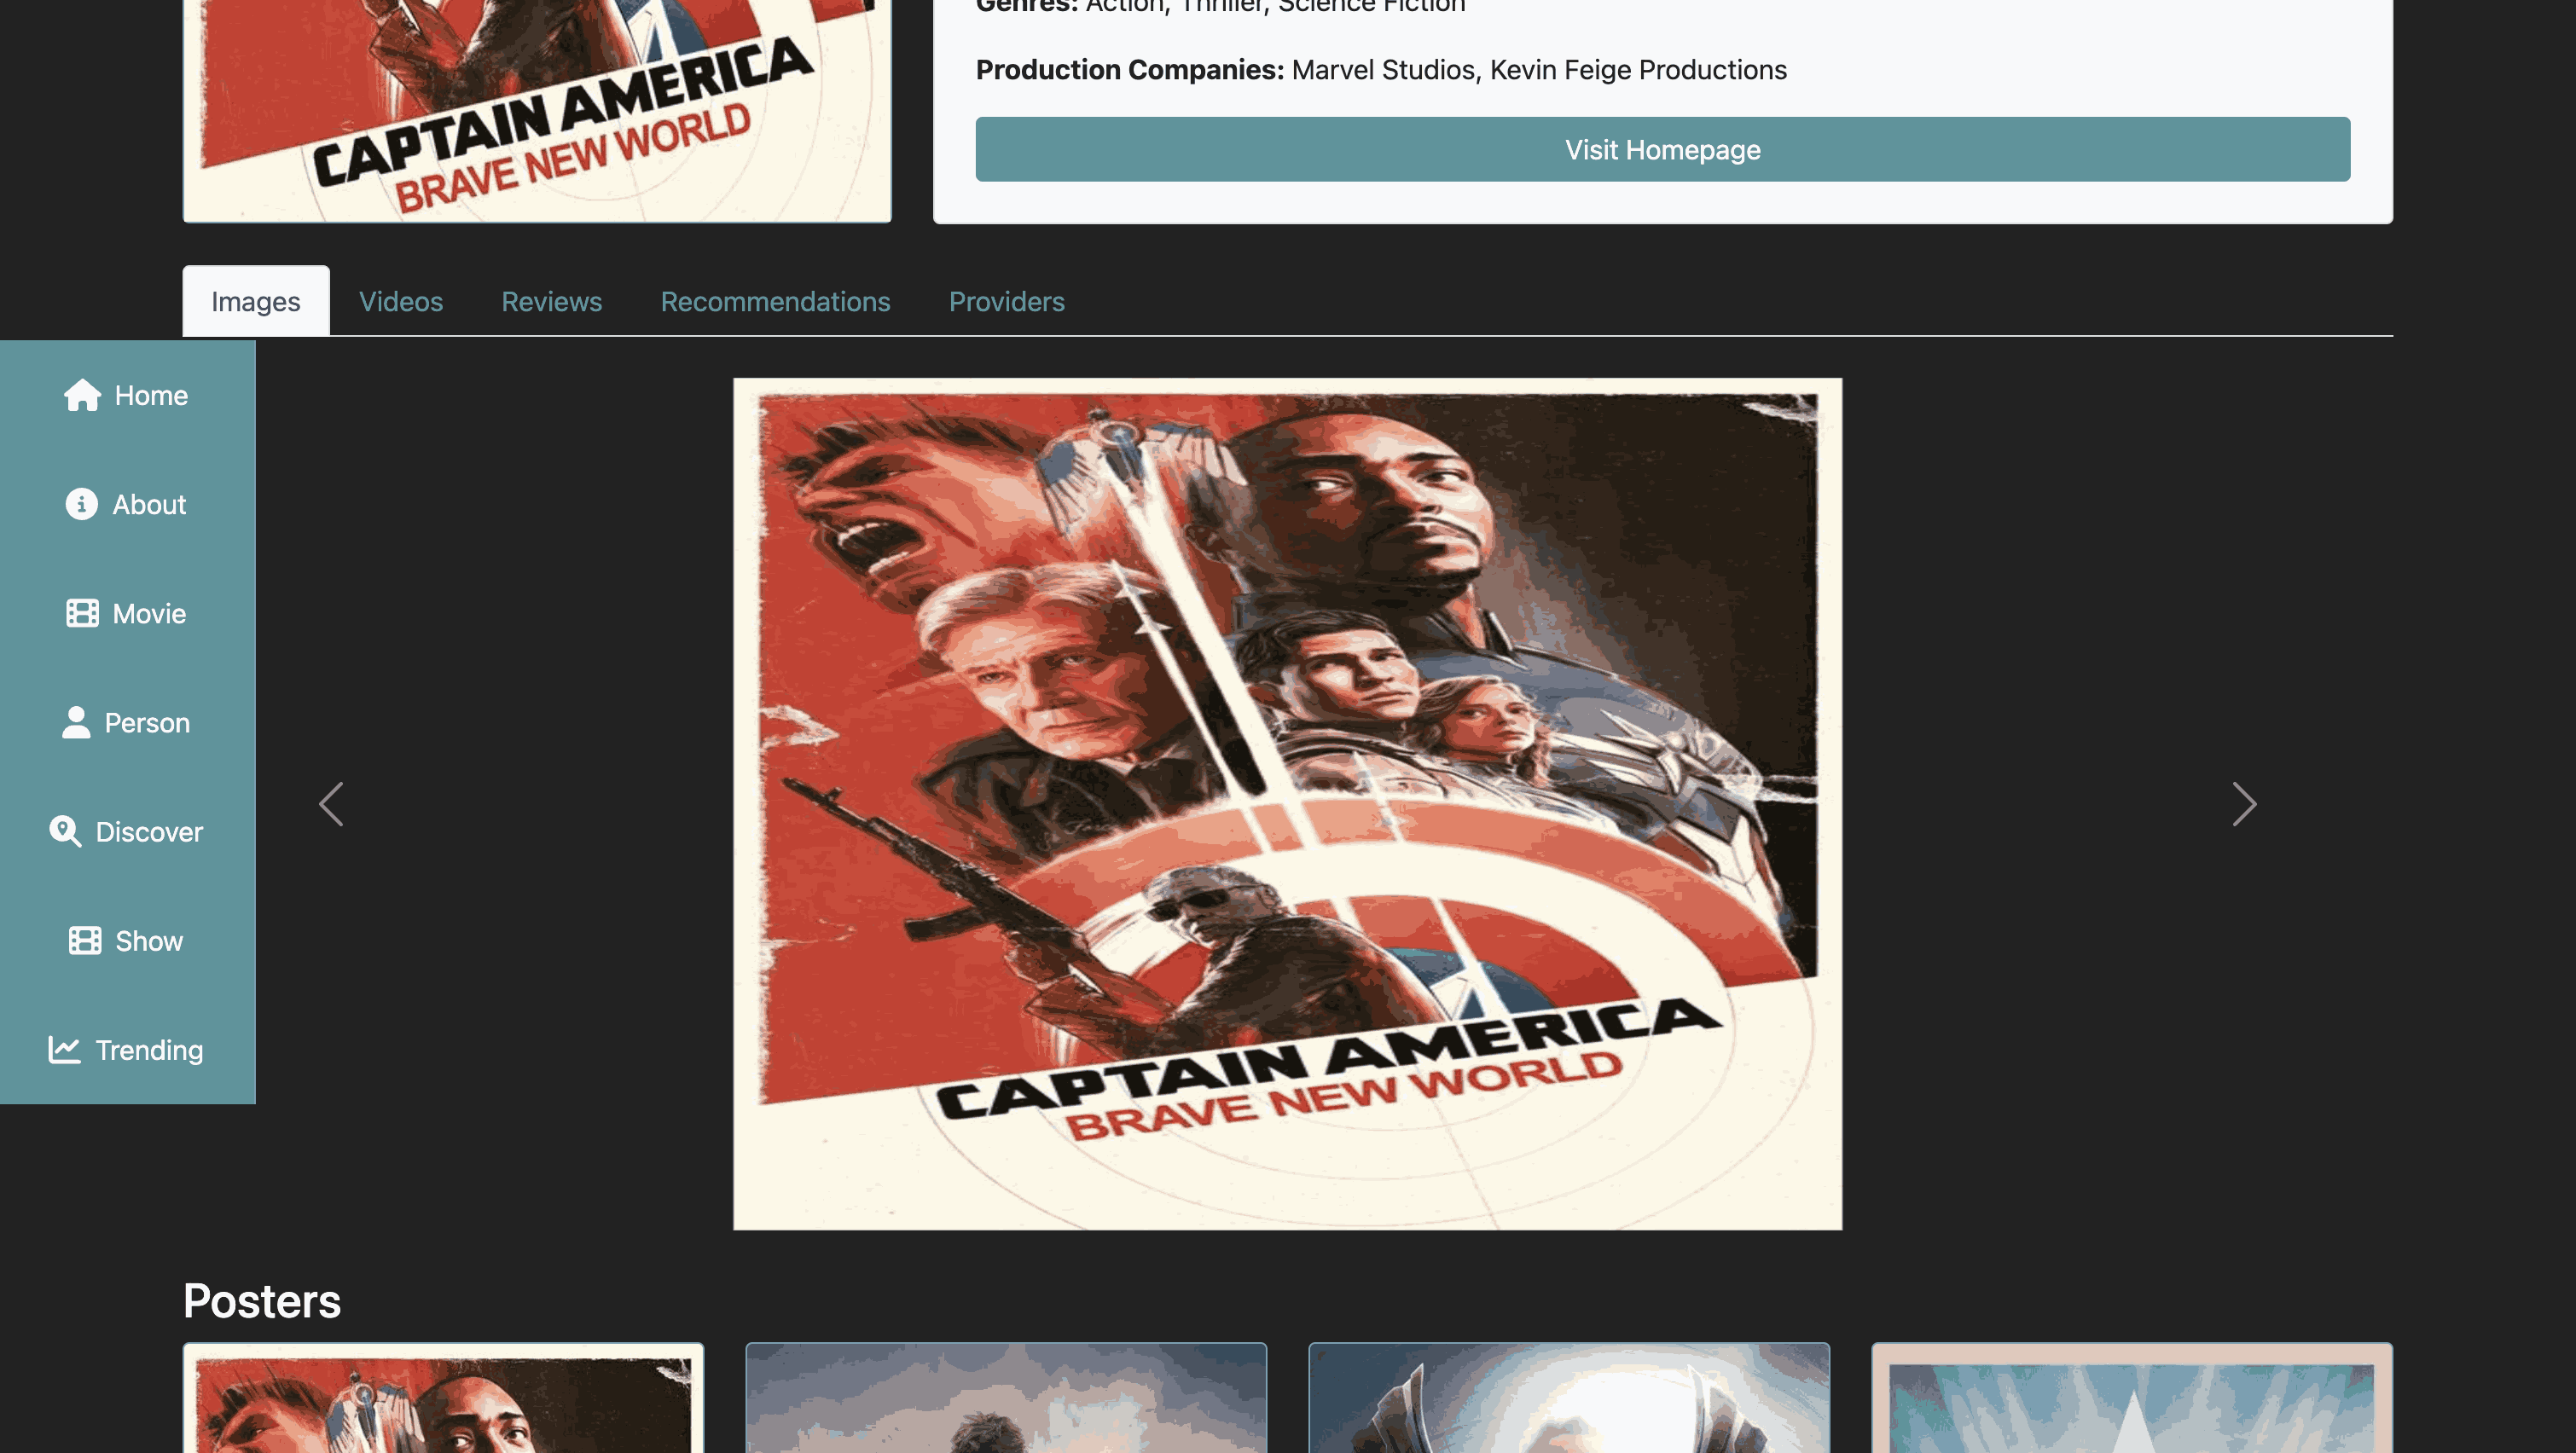 Genres: Action, Thriller, Science Fiction
Production Companies: Marvel Studios, Kevin Feige Productions
Visit Homepage
CAPTAIN AMERICA
BRAVE NEW WORLD
Images
Videos
Reviews
Recommendations
Providers
Home
About
Movie
Person
Discover
Show
Trending
CAPTAIN AMERICA
BRAVE NEW WORLD
Posters